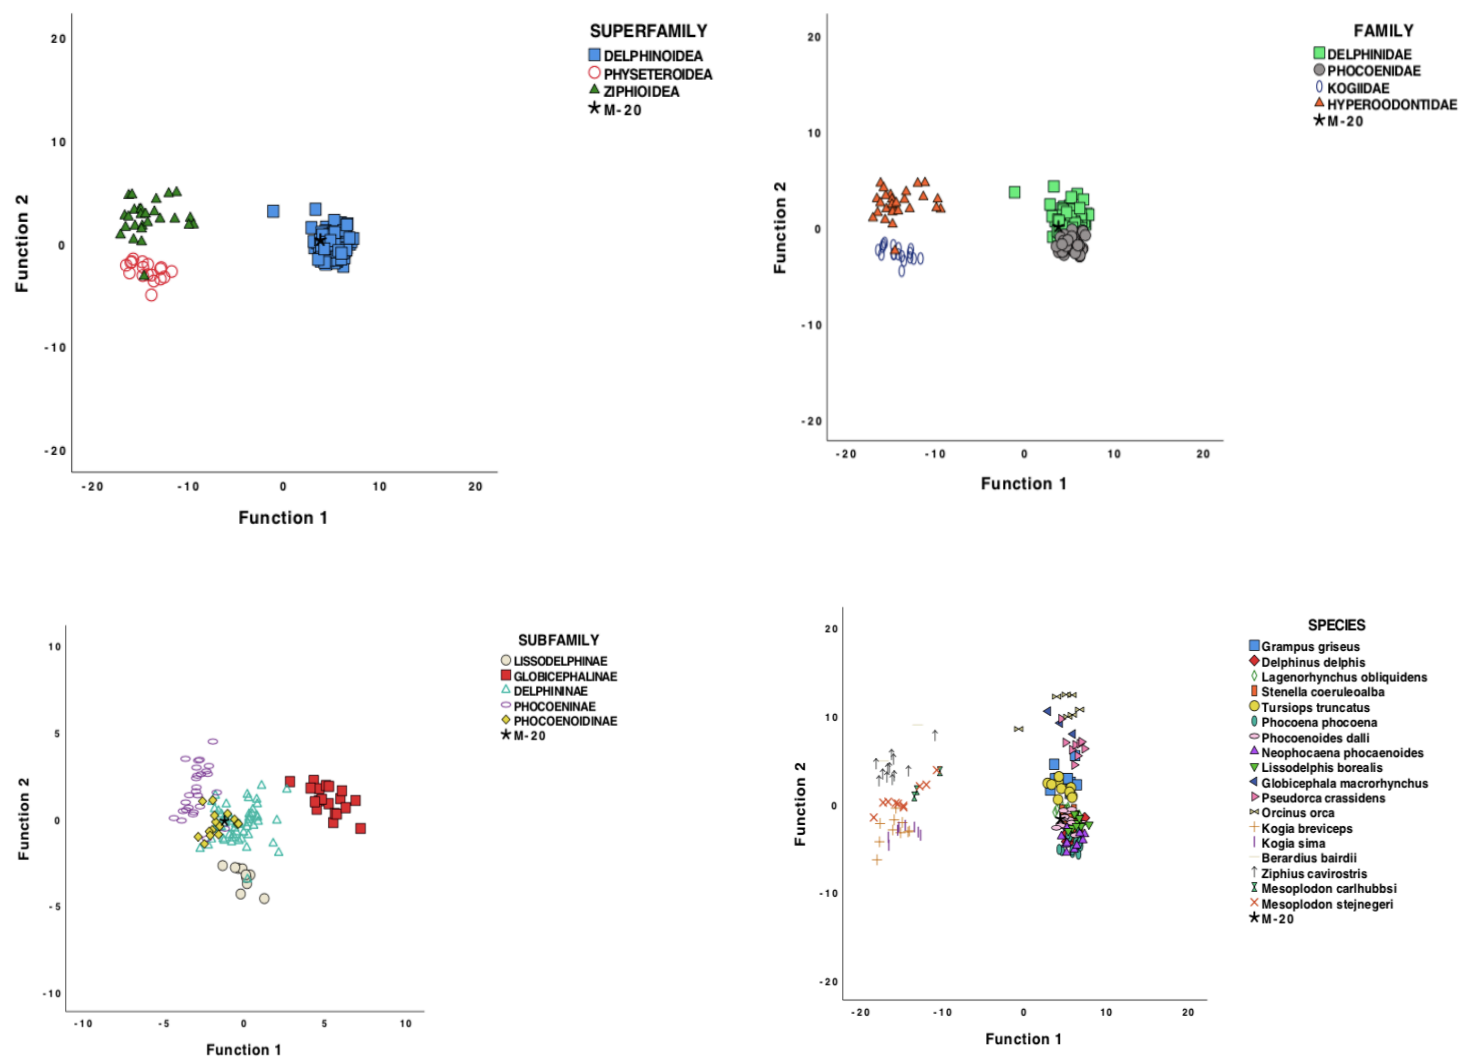 SUPERFAMILY
DELPHINOIDEA
PHYSETEROIDEA
ZIPHIOIDEA
M-20
20
10
0
-10
-20
Function 2
-20 -10 0 10 20
Function 1
FAMILY
DELPHINIDAE
PHOCOENIDAE
KOGIIDAE
HYPEROODONTIDAE
M-20
20
10
0
-10
-20
Function 2
-20 -10 0 10 20
Function 1
SUBFAMILY
LISSODELPHINAE
GLOBICEPHALINAE
DELPHININAE
PHOCOENINAE
PHOCOENOIDINAE
M-20
10
5
0
-5
-10
Function 2
-10 -5 0 5 10
Function 1
SPECIES
Grampus griseus
Delphinus delphis
Lagenorhynchus obliquidens
Stenella coeruleoalba
Tursiops truncatus
Phocoena phocoena
Phocoenoides dalli
Neophocaena phocaenoides
Lissodelphis borealis
Globicephala macrorhynchus
Pseudorca crassidens
Orcinus orca
Kogia breviceps
Kogia sima
Berardius bairdii
Ziphius cavirostris
Mesoplodon carlhubbsi
Mesoplodon stejnegeri
M-20
20
10
0
-10
-20
Function 2
-20 -10 0 10 20
Function 1